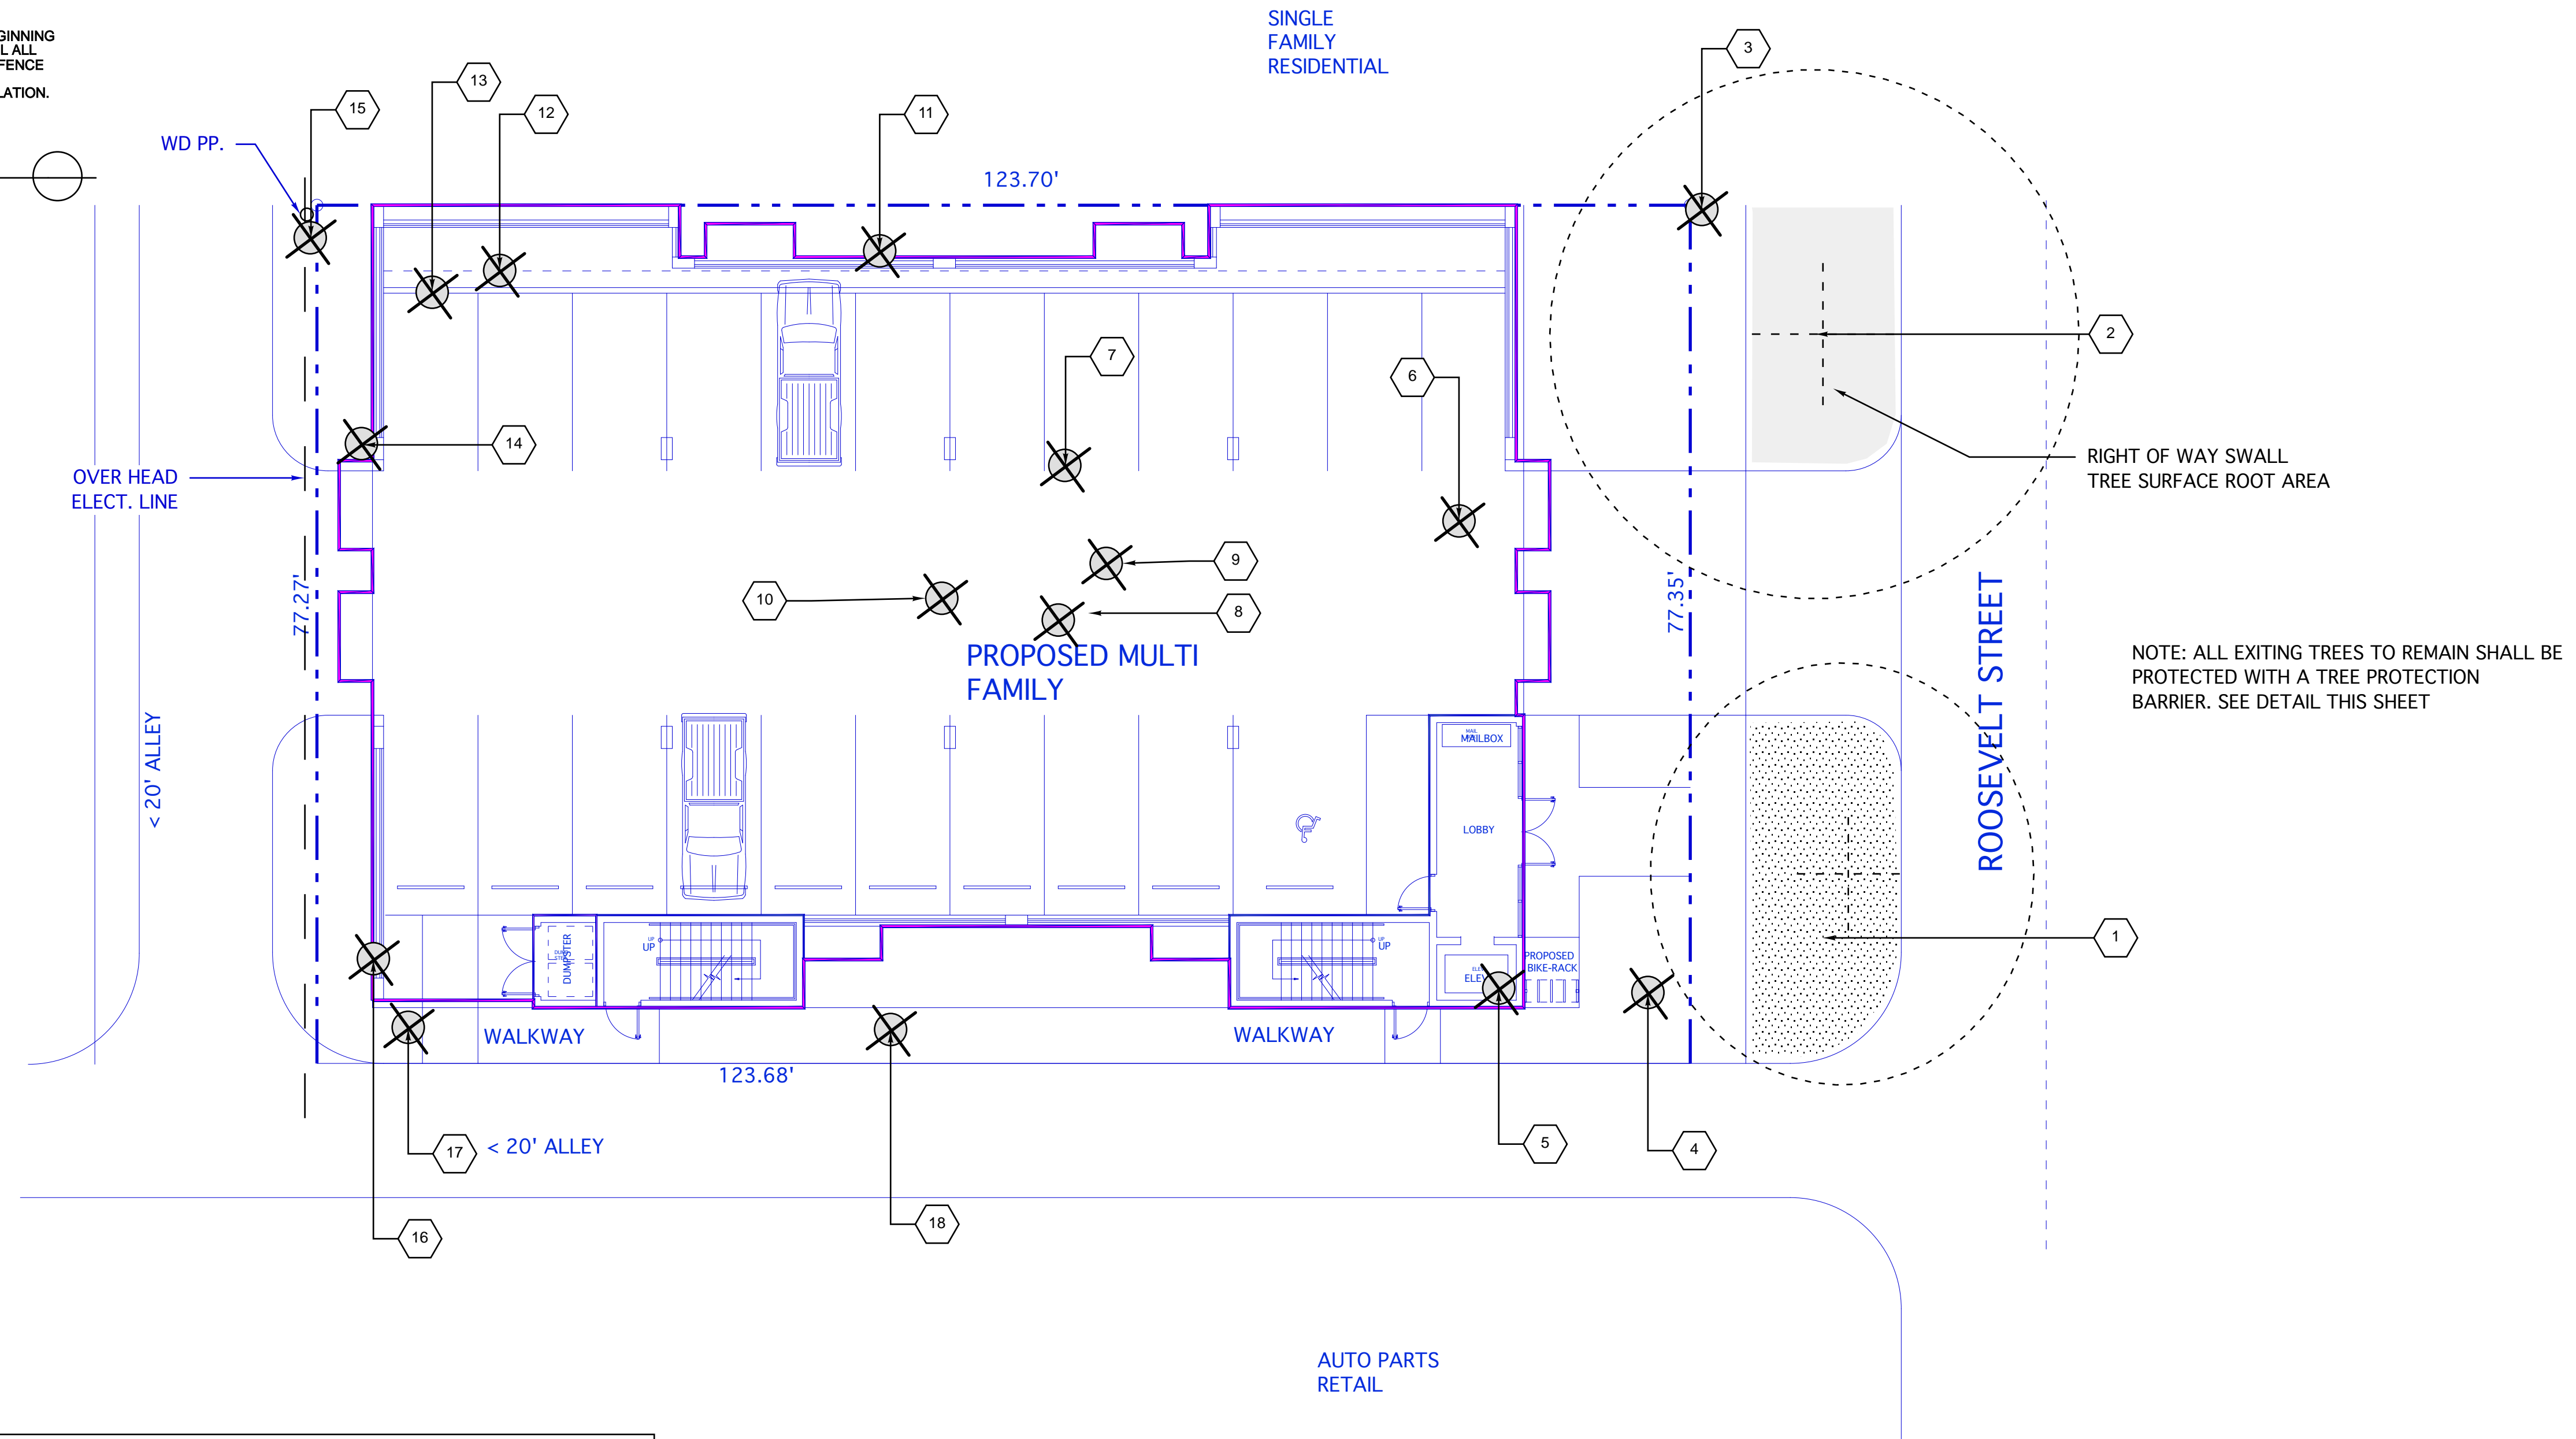 SINGLE
FAMILY
RESIDENTIAL
GINNING
L ALL
FENCE
LATION.
3
13
12
15
11
WD PP.
123.70'
2
7
6
14
RIGHT OF WAY SWALL
TREE SURFACE ROOT AREA
OVER HEAD
ELECT. LINE
9
10
8
77.27'
77.35'
PROPOSED MULTI
FAMILY
ROOSEVELT STREET
NOTE: ALL EXITING TREES TO REMAIN SHALL BE
PROTECTED WITH A TREE PROTECTION
BARRIER. SEE DETAIL THIS SHEET
< 20' ALLEY
MAIL
MAILBOX
LOBBY
UP
UP
DUMPSTER
UP
UP
PROPOSED
BIKE-RACK
ELEV
1
WALKWAY
WALKWAY
123.68'
17
< 20' ALLEY
5
4
16
18
AUTO PARTS
RETAIL